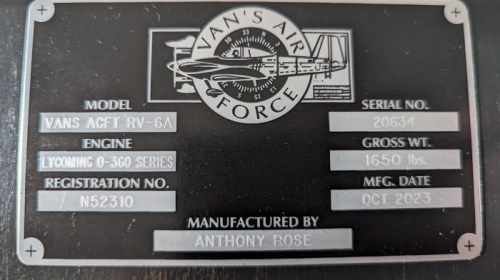 VAN'S AIR
FORCE
MODEL
VANS ACFT RV-6A
ENGINE
LYCOMING O-360 SERIES
REGISTRATION NO.
N52310
SERIAL NO.
20634
GROSS WT.
1650 lbs.
MFG. DATE
OCT 2023
MANUFACTURED BY
ANTHONY ROSE